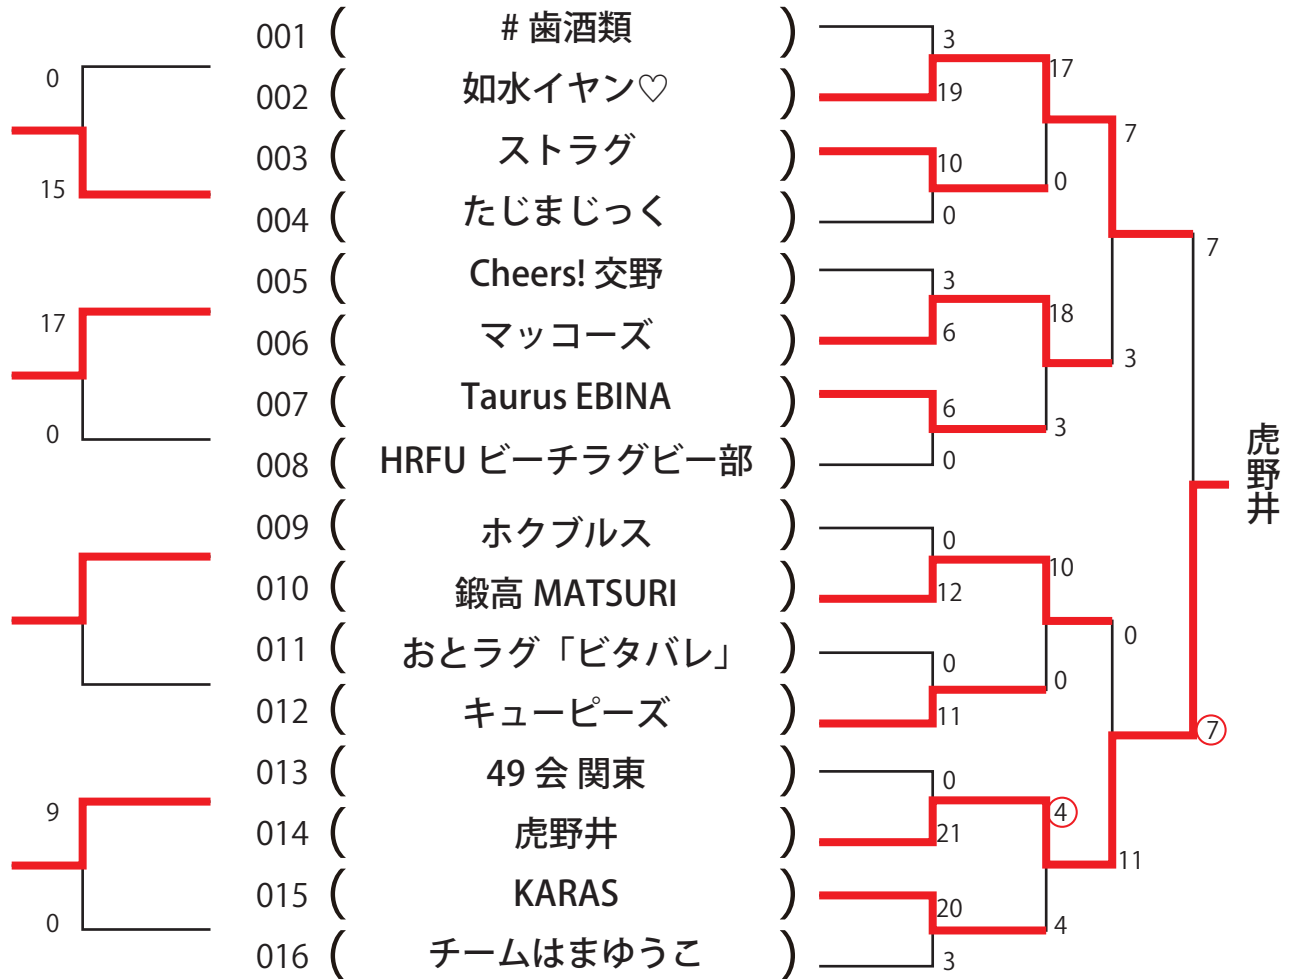 001 ( # 歯酒類 ) 3
0 002 ( 如水イヤン♡ ) 19 17
15 003 ( ストラグ ) 10 0 7
004 ( たじまじっく ) 0
005 ( Cheers! 交野 ) 3 7
17 006 ( マッコーズ ) 6 18
0 007 ( Taurus EBINA ) 6 3 3
008 ( HRFU ビーチラグビー部 ) 0
虎野井
009 ( ホクブルス ) 0
010 ( 鍛高 MATSURI ) 12 10
011 ( おとラグ「ビタバレ」 ) 0 0 0
012 ( キューピーズ ) 11 7
013 ( 49 会 関東 ) 0
9 014 ( 虎野井 ) 21 4
0 015 ( KARAS ) 20 4 11
016 ( チームはまゆうこ ) 3